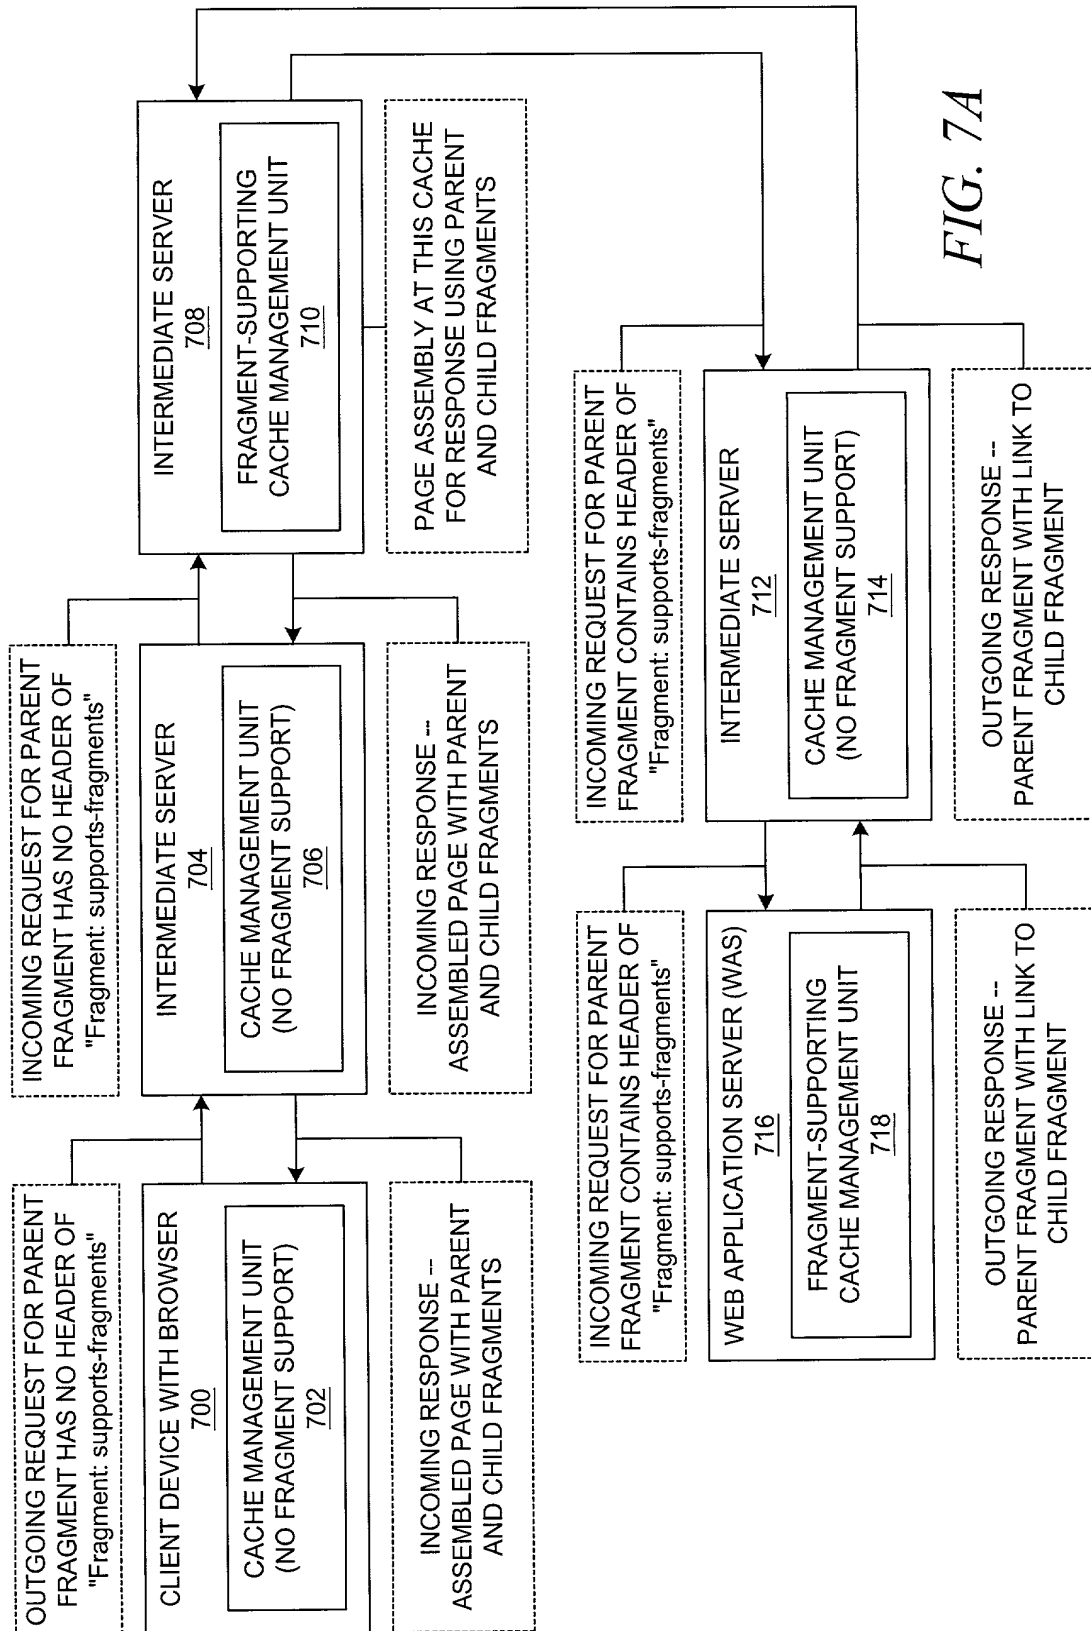 OUTGOING REQUEST FOR PARENT
FRAGMENT HAS NO HEADER OF
"Fragment: supports-fragments"
CLIENT DEVICE WITH BROWSER
700
CACHE MANAGEMENT UNIT
(NO FRAGMENT SUPPORT)
702
INCOMING RESPONSE --
ASSEMBLED PAGE WITH PARENT
AND CHILD FRAGMENTS
INCOMING REQUEST FOR PARENT
FRAGMENT HAS NO HEADER OF
"Fragment: supports-fragments"
INTERMEDIATE SERVER
704
CACHE MANAGEMENT UNIT
(NO FRAGMENT SUPPORT)
706
INCOMING RESPONSE --
ASSEMBLED PAGE WITH PARENT
AND CHILD FRAGMENTS
INTERMEDIATE SERVER
708
FRAGMENT-SUPPORTING
CACHE MANAGEMENT UNIT
710
PAGE ASSEMBLY AT THIS CACHE
FOR RESPONSE USING PARENT
AND CHILD FRAGMENTS
INCOMING REQUEST FOR PARENT
FRAGMENT CONTAINS HEADER OF
"Fragment: supports-fragments"
WEB APPLICATION SERVER (WAS)
716
FRAGMENT-SUPPORTING
CACHE MANAGEMENT UNIT
718
OUTGOING RESPONSE --
PARENT FRAGMENT WITH LINK TO
CHILD FRAGMENT
INCOMING REQUEST FOR PARENT
FRAGMENT CONTAINS HEADER OF
"Fragment: supports-fragments"
INTERMEDIATE SERVER
712
CACHE MANAGEMENT UNIT
(NO FRAGMENT SUPPORT)
714
OUTGOING RESPONSE --
PARENT FRAGMENT WITH LINK TO
CHILD FRAGMENT
FIG. 7A